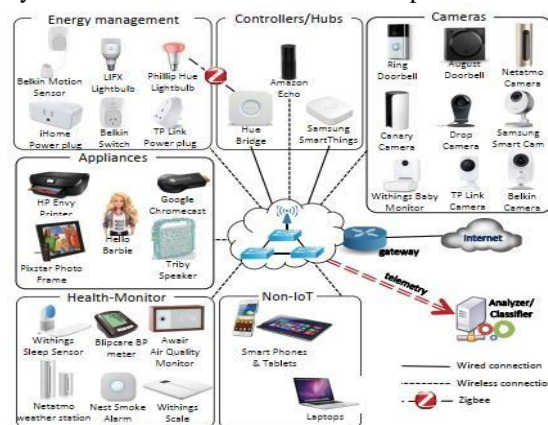 Energy management
Belkin Motion
Sensor
LIFX
Lightbulb
Phillip Hue
Lightbulb
iHome
Power plug
Belkin
Switch
TP Link
Power plug
Controllers/Hubs
Amazon
Echo
Hue
Bridge
Samsung
SmartThings
Cameras
Ring
Doorbell
August
Doorbell
Netatmo
Camera
Canary
Camera
Drop
Camera
Samsung
Smart Cam
Withings Baby
Monitor
TP Link
Camera
Belkin
Camera
Appliances
HP Envy
Printer
Google
Chromecast
Hello
Barbie
Pixstar Photo
Frame
Triby
Speaker
gateway
Internet
telemetry
Analyzer/
Classifier
Health-Monitor
Withings
Sleep Sensor
Blipcare BP
meter
Awair
Air Quality
Monitor
Netatmo
weather station
Nest Smoke
Alarm
Withings
Scale
Non-IoT
Smart Phones
& Tablets
Laptops
Wired connection
Wireless connectio
Z Zigbee